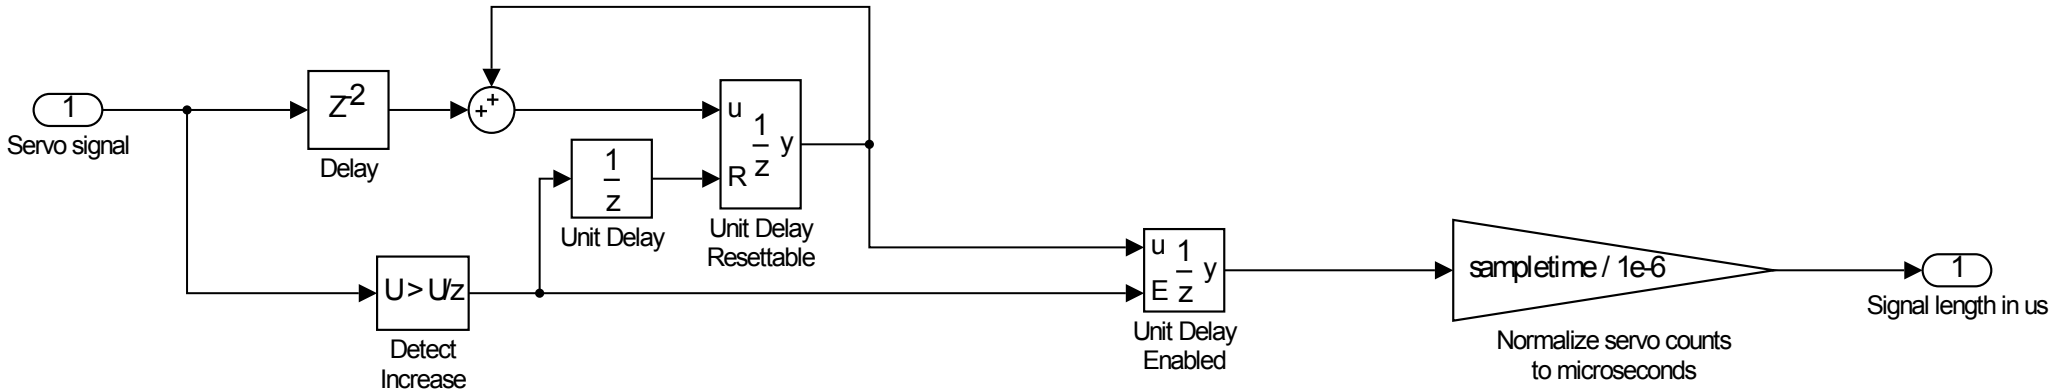 1
Servo signal
Z-2
Delay
+
+
1
z
Unit Delay
u
R
1
z
y
Unit Delay
Resettable
U > U/z
Detect
Increase
u
E
1
z
y
Unit Delay
Enabled
sampletime / 1e-6
Normalize servo counts
to microseconds
1
Signal length in us